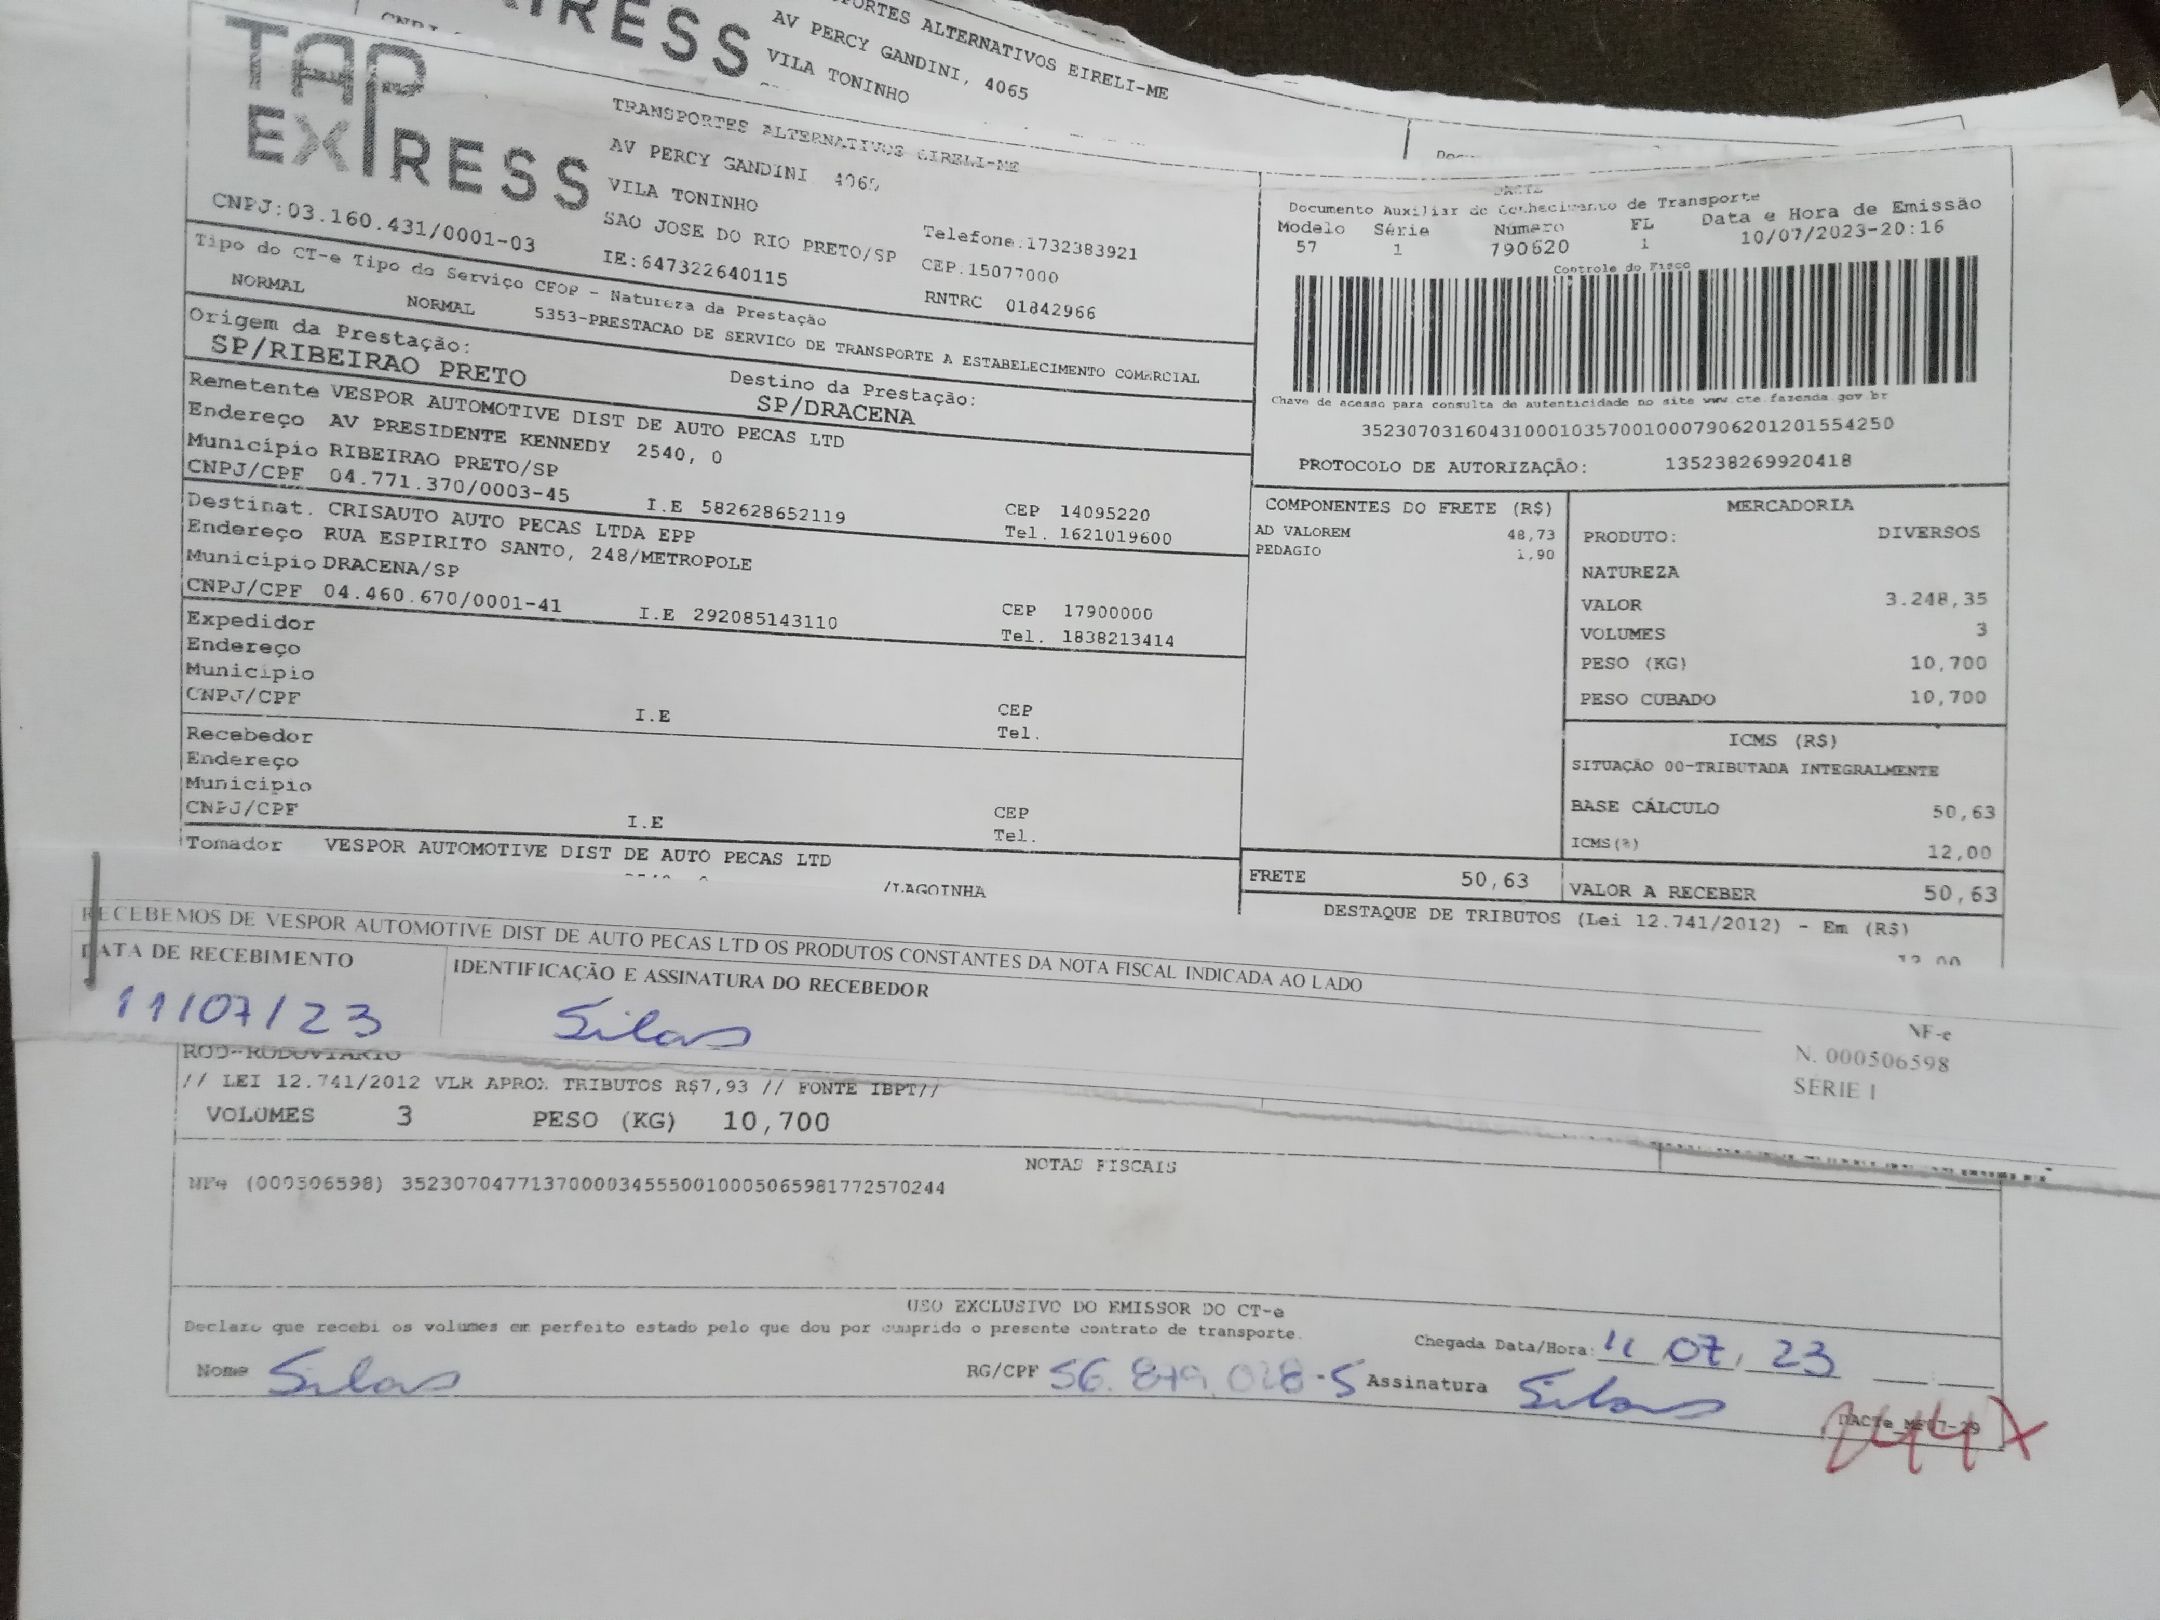 RESS
PORTES ALTERNATIVOS EIRELI-ME
AV PERCY GANDINI, 4065
VILA TONINHO
TAP
EXPRESS
CNPJ:03.160.431/0001-03
TRANSPORTES ALTERNATIVOS EIRELI-ME
AV PERCY GANDINI 4065
VILA TONINHO
SAO JOSE DO RIO PRETO/SP
IE:647322640115
Telefone.1732383921
CEP.15077000
RNTRC 01842966
DACTE
Documento Auxiliar de Conhecimento de Transporte
Modelo Série Número FL Data e Hora de Emissão
57 1 790620 1 10/07/2023-20:16
Controle do Fisco
Chave de acesso para consulta de autenticidade no site www.cte.fazenda.gov.br
35230703160431000103570010007906201201554250
PROTOCOLO DE AUTORIZAÇÃO: 135238269920418
Tipo do CT-e Tipo do Serviço CFOP - Natureza da Prestação
NORMAL NORMAL 5353-PRESTACAO DE SERVICO DE TRANSPORTE A ESTABELECIMENTO COMERCIAL
Origem da Prestação:
SP/RIBEIRAO PRETO
Destino da Prestação:
SP/DRACENA
Remetente VESPOR AUTOMOTIVE DIST DE AUTO PECAS LTD
Endereço AV PRESIDENTE KENNEDY 2540, 0
Município RIBEIRAO PRETO/SP CEP 14095220
CNPJ/CPF 04.771.370/0003-45 I.E 582628652119 Tel. 1621019600
Destinat. CRISAUTO AUTO PECAS LTDA EPP
Endereço RUA ESPIRITO SANTO, 248/METROPOLE
Município DRACENA/SP CEP 17900000
CNPJ/CPF 04.460.670/0001-41 I.E 292085143110 Tel. 1838213414
Expedidor
Endereço
Município CEP
CNPJ/CPF I.E Tel.
Recebedor
Endereço
Município CEP
CNPJ/CPF I.E Tel.
Tomador VESPOR AUTOMOTIVE DIST DE AUTO PECAS LTD
/LAGOINHA
COMPONENTES DO FRETE (R$)
AD VALOREM 48,73
PEDAGIO 1,90
FRETE 50,63
MERCADORIA
PRODUTO: DIVERSOS
NATUREZA
VALOR 3.248,35
VOLUMES 3
PESO (KG) 10,700
PESO CUBADO 10,700
ICMS (R$)
SITUAÇÃO 00-TRIBUTADA INTEGRALMENTE
BASE CÁLCULO 50,63
ICMS(%) 12,00
VALOR A RECEBER 50,63
DESTAQUE DE TRIBUTOS (Lei 12.741/2012) - Em (R$)
RECEBEMOS DE VESPOR AUTOMOTIVE DIST DE AUTO PECAS LTD OS PRODUTOS CONSTANTES DA NOTA FISCAL INDICADA AO LADO
DATA DE RECEBIMENTO
11/07/23
IDENTIFICAÇÃO E ASSINATURA DO RECEBEDOR
Silas
NF-e
N. 000506598
SÉRIE 1
ROD-RODOVIARIO
// LEI 12.741/2012 VLR APROX TRIBUTOS R$7,93 // FONTE IBPT//
VOLUMES 3 PESO (KG) 10,700
NOTAS FISCAIS
NFe (000506598) 35230704771370000345550010005065981772570244
USO EXCLUSIVO DO EMISSOR DO CT-e
Declaro que recebi os volumes em perfeito estado pelo que dou por cumprido o presente contrato de transporte.
Chegada Data/Hora: 11 07, 23
Nome Silas RG/CPF 56.879.028-5 Assinatura Silas